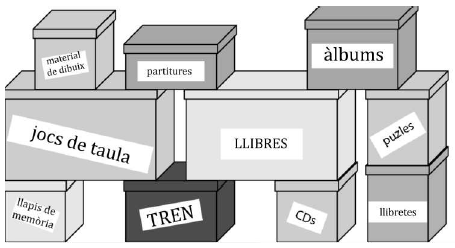 material
de dibuix
partitures
àlbums
jocs de taula
LLIBRES
puzles
llapis de
memòria
TREN
CDs
llibretes